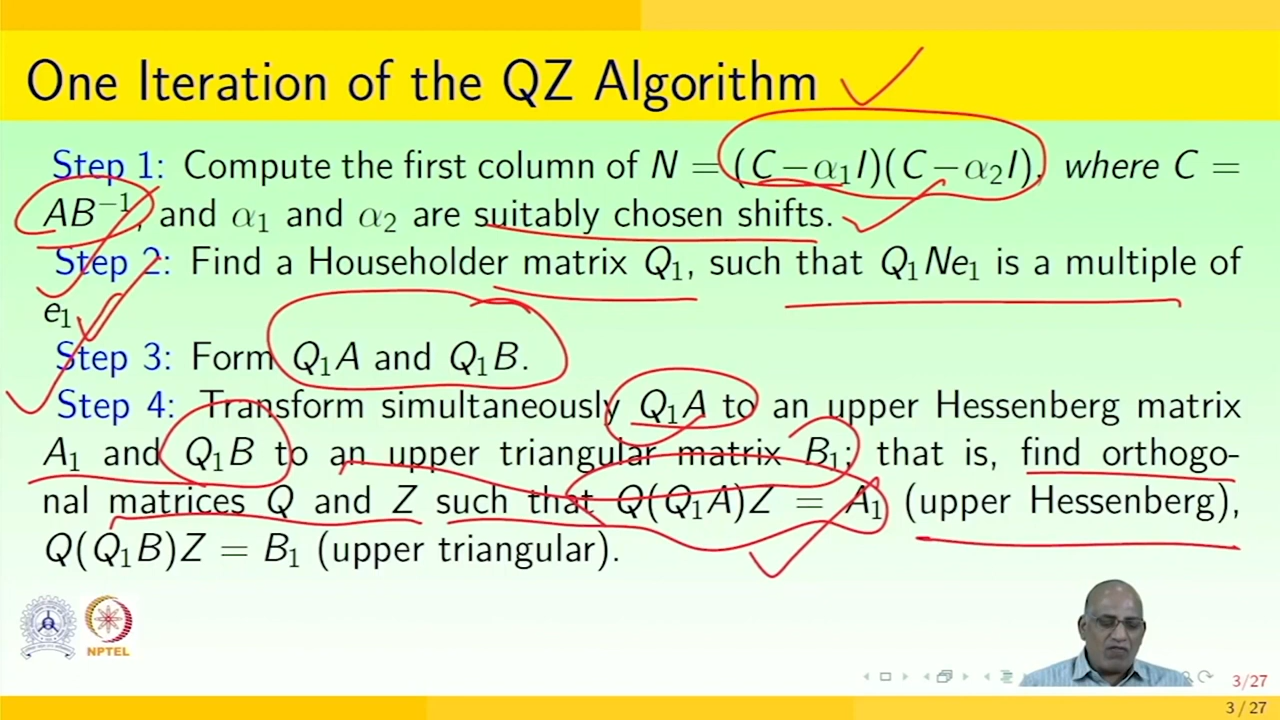 One Iteration of the QZ Algorithm
Step 1: Compute the first column of N = (C−α₁I)(C−α₂I), where C =
AB⁻¹, and α₁ and α₂ are suitably chosen shifts.
Step 2: Find a Householder matrix Q₁, such that Q₁Ne₁ is a multiple of
e₁
Step 3: Form Q₁A and Q₁B.
Step 4: Transform simultaneously Q₁A to an upper Hessenberg matrix
A₁ and Q₁B to an upper triangular matrix B₁; that is, find orthogo-
nal matrices Q and Z such that Q(Q₁A)Z = A₁ (upper Hessenberg),
Q(Q₁B)Z = B₁ (upper triangular).
NPTEL
3/27
3 / 27